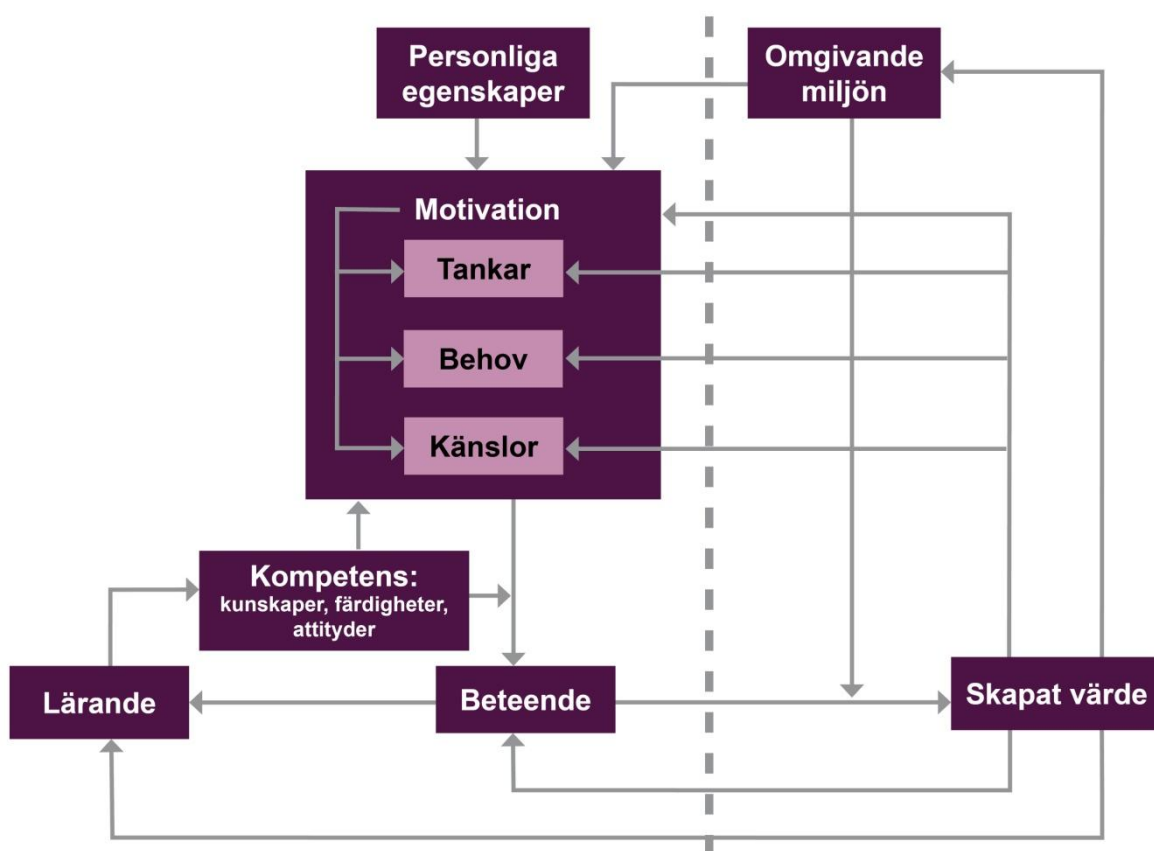 Personliga
egenskaper
Omgivande
miljön
Motivation
Tankar
Behov
Känslor
Kompetens:
kunskaper, färdigheter,
attityder
Lärande
Beteende
Skapat värde